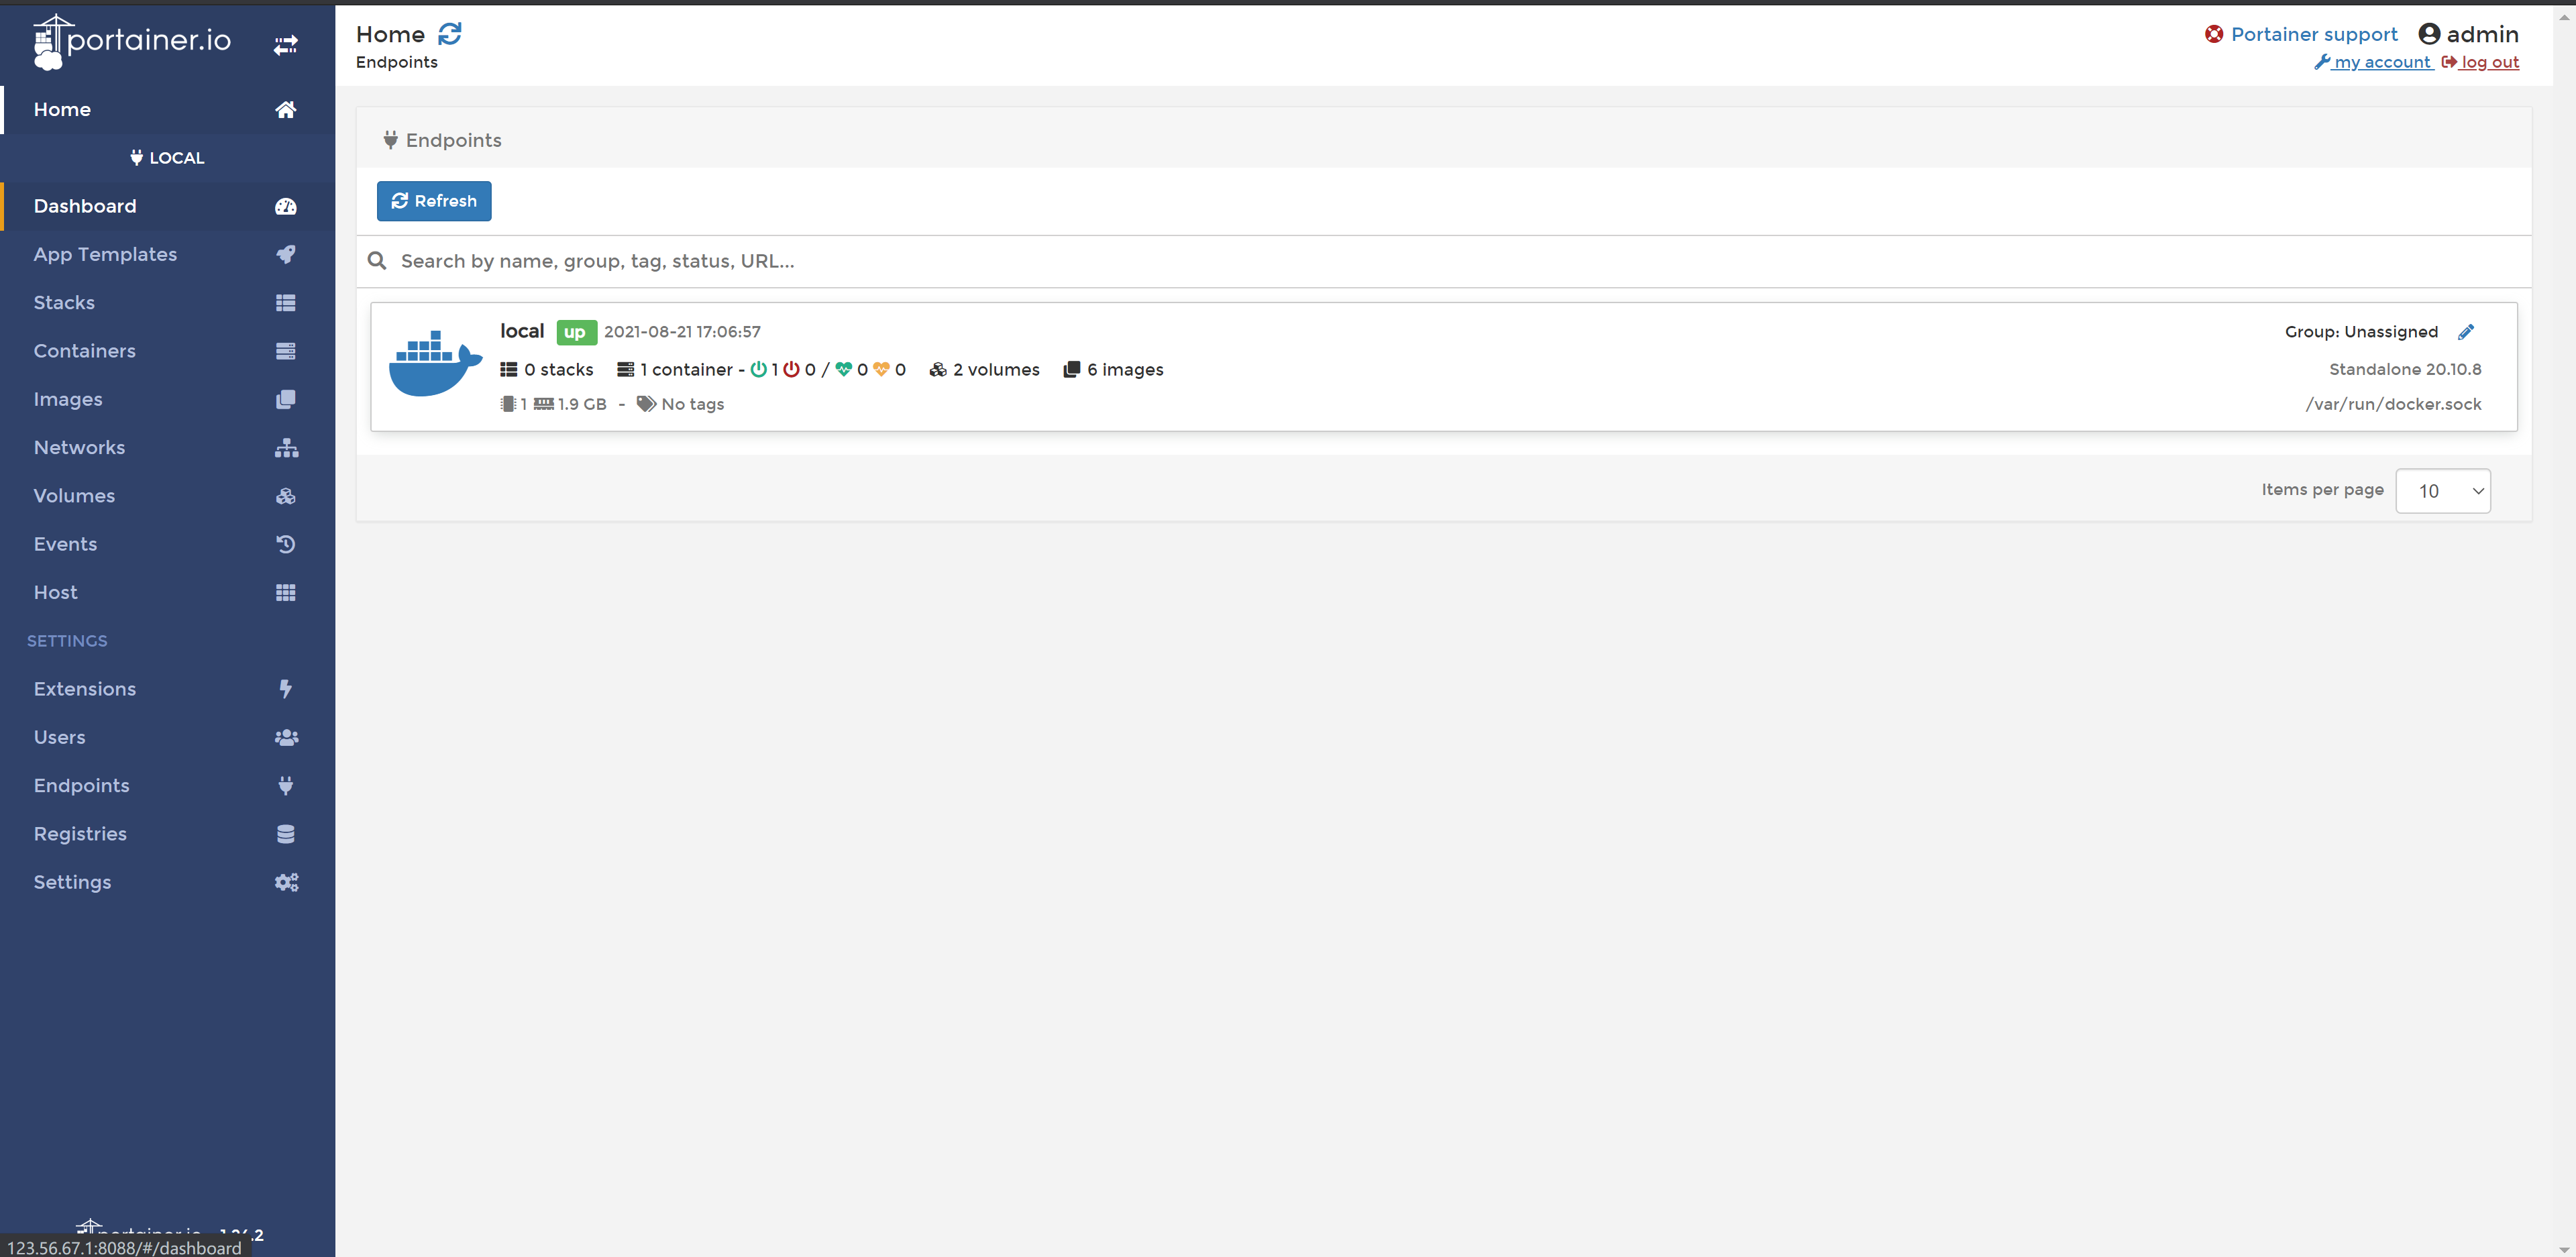 portainer.io
Home
LOCAL
Dashboard
App Templates
Stacks
Containers
Images
Networks
Volumes
Events
Host
SETTINGS
Extensions
Users
Endpoints
Registries
Settings
123.56.67.1:8088/#/dashboard
Home
Endpoints
Portainer support admin
my account log out
Endpoints
Refresh
Search by name, group, tag, status, URL...
local up 2021-08-21 17:06:57 Group: Unassigned
0 stacks 1 container - 1 0 / 0 0 2 volumes 6 images Standalone 20.10.8
1 1.9 GB - No tags /var/run/docker.sock
Items per page 10